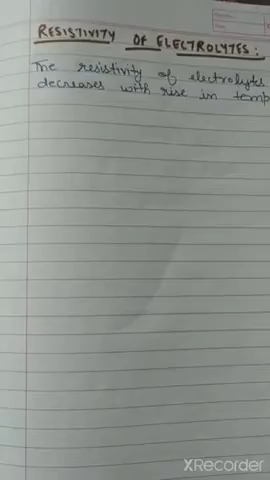 RESISTIVITY OF ELECTROLYTES :
The resistivity of electrolytes
decreases with rise in temp
XRecorder